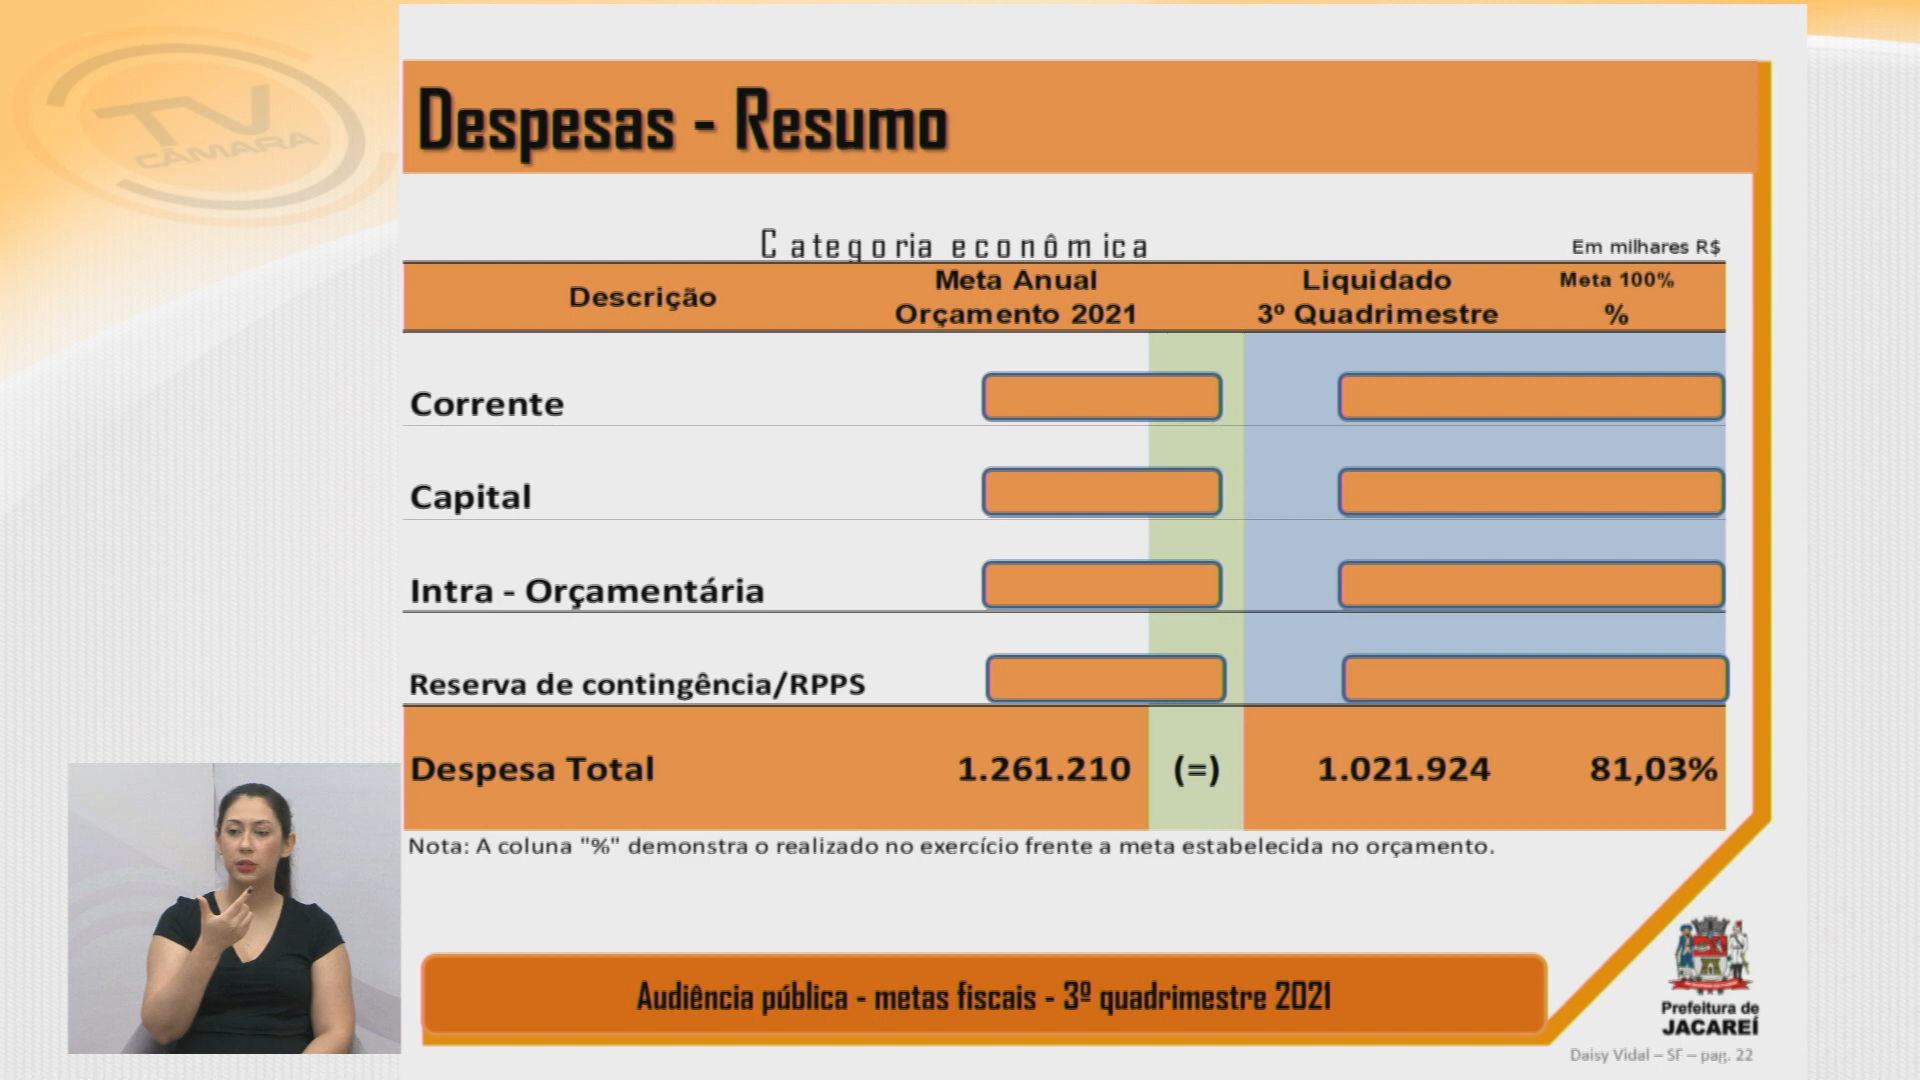 TV
CÂMARA
Despesas - Resumo
Categoria econômica
Em milhares R$
Descrição
Meta Anual
Orçamento 2021
Liquidado
3º Quadrimestre
Meta 100%
%
Corrente
Capital
Intra - Orçamentária
Reserva de contingência/RPPS
Despesa Total 1.261.210 (=) 1.021.924 81,03%
Nota: A coluna "%" demonstra o realizado no exercício frente a meta estabelecida no orçamento.
Audiência pública - metas fiscais - 3º quadrimestre 2021
Prefeitura de
JACAREÍ
Daisy Vidal – SF – pag. 22